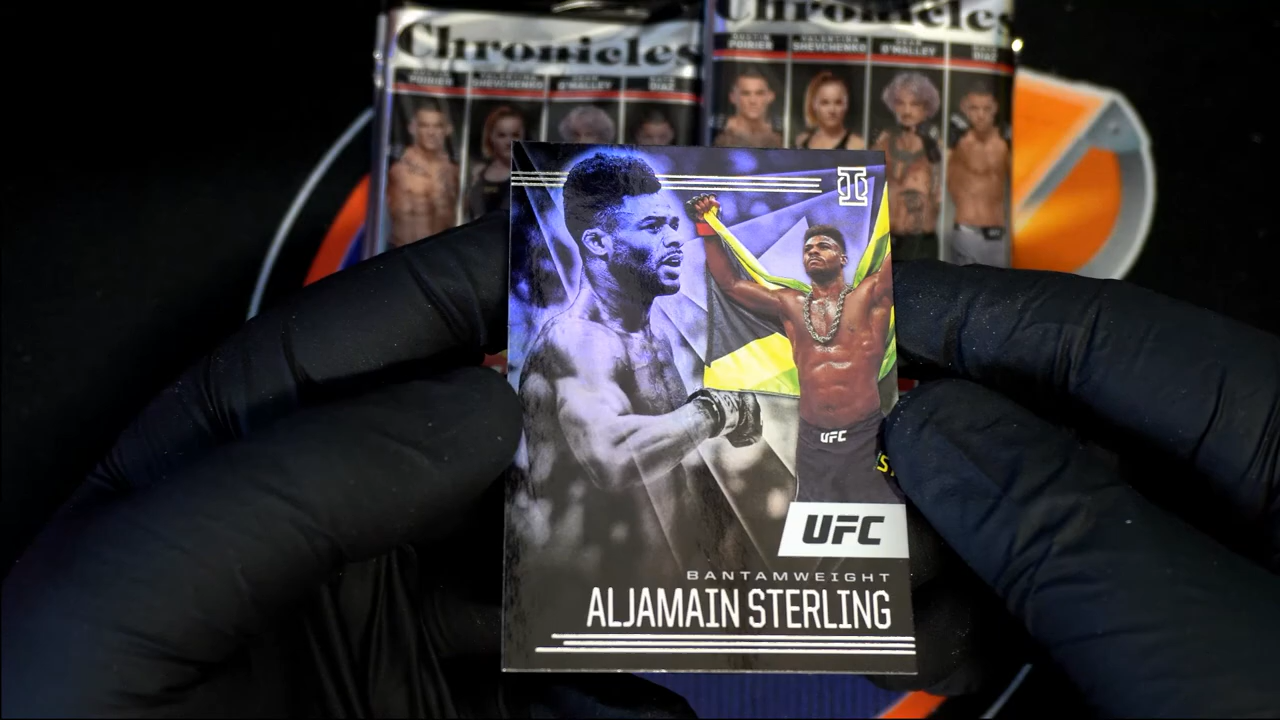 Chronicles
Chronicles
DUSTIN POIRIER
VALENTINA SHEVCHENKO
SEAN O'MALLEY
NATE DIAZ
POIRIER
SHEVCHENKO
O'MALLEY
DIAZ
UFC
UFC
BANTAMWEIGHT
ALJAMAIN STERLING